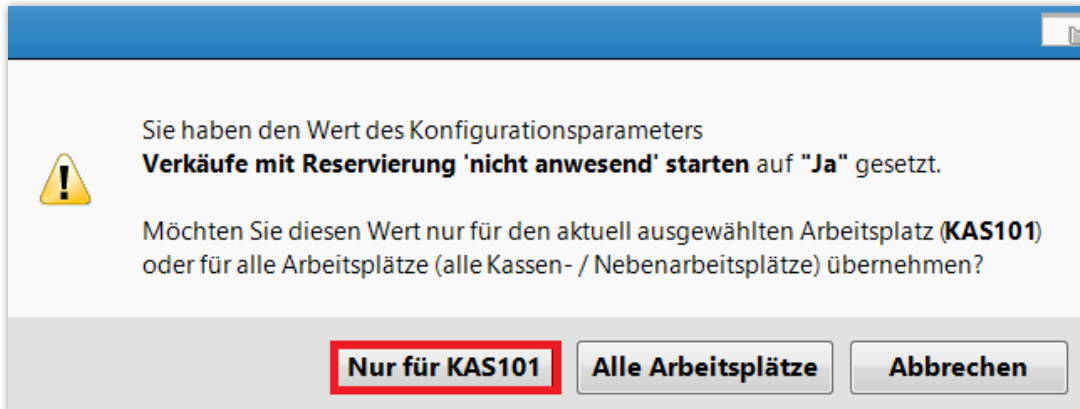 Sie haben den Wert des Konfigurationsparameters
Verkäufe mit Reservierung 'nicht anwesend' starten auf "Ja" gesetzt.
Möchten Sie diesen Wert nur für den aktuell ausgewählten Arbeitsplatz (KAS101)
oder für alle Arbeitsplätze (alle Kassen- / Nebenarbeitsplätze) übernehmen?
Nur für KAS101 Alle Arbeitsplätze Abbrechen